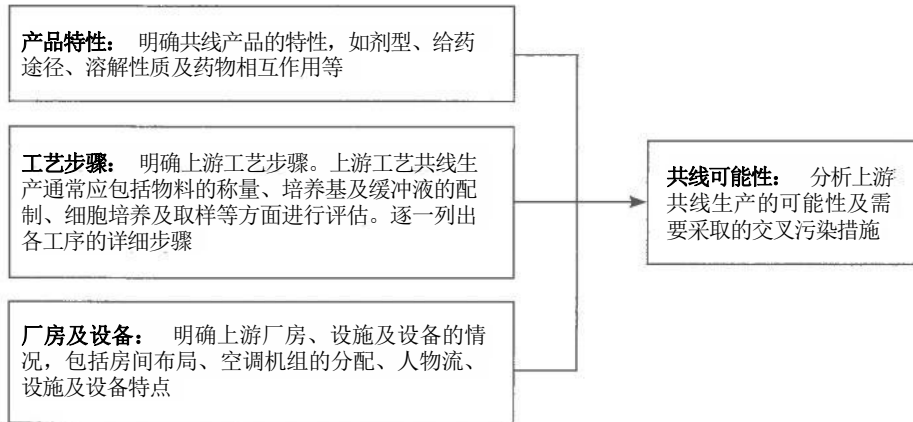 产品特性： 明确共线产品的特性，如剂型、给药
途径、溶解性质及药物相互作用等
工艺步骤： 明确上游工艺步骤。上游工艺共线生
产通常应包括物料的称量、培养基及缓冲液的配
制、细胞培养及取样等方面进行评估。逐一列出
各工序的详细步骤
厂房及设备： 明确上游厂房、设施及设备的情
况，包括房间布局、空调机组的分配、人物流、
设施及设备特点
共线可能性： 分析上游
共线生产的可能性及需
要采取的交叉污染措施